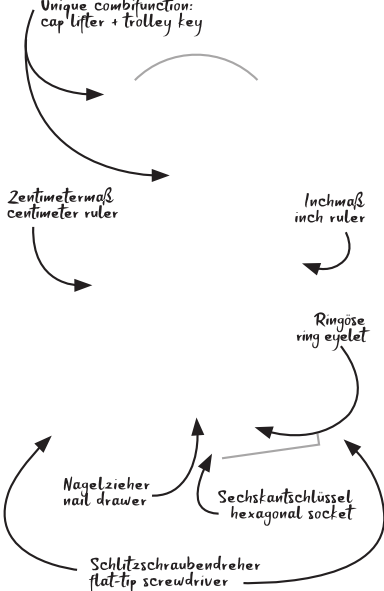 Unique combifunction:
cap lifter + trolley key
Zentimetermaß
centimeter ruler
Inchmaß
inch ruler
Ringöse
ring eyelet
Nagelzieher
nail drawer
Sechskantschlüssel
hexagonal socket
Schlitzschraubendreher
flat-tip screwdriver